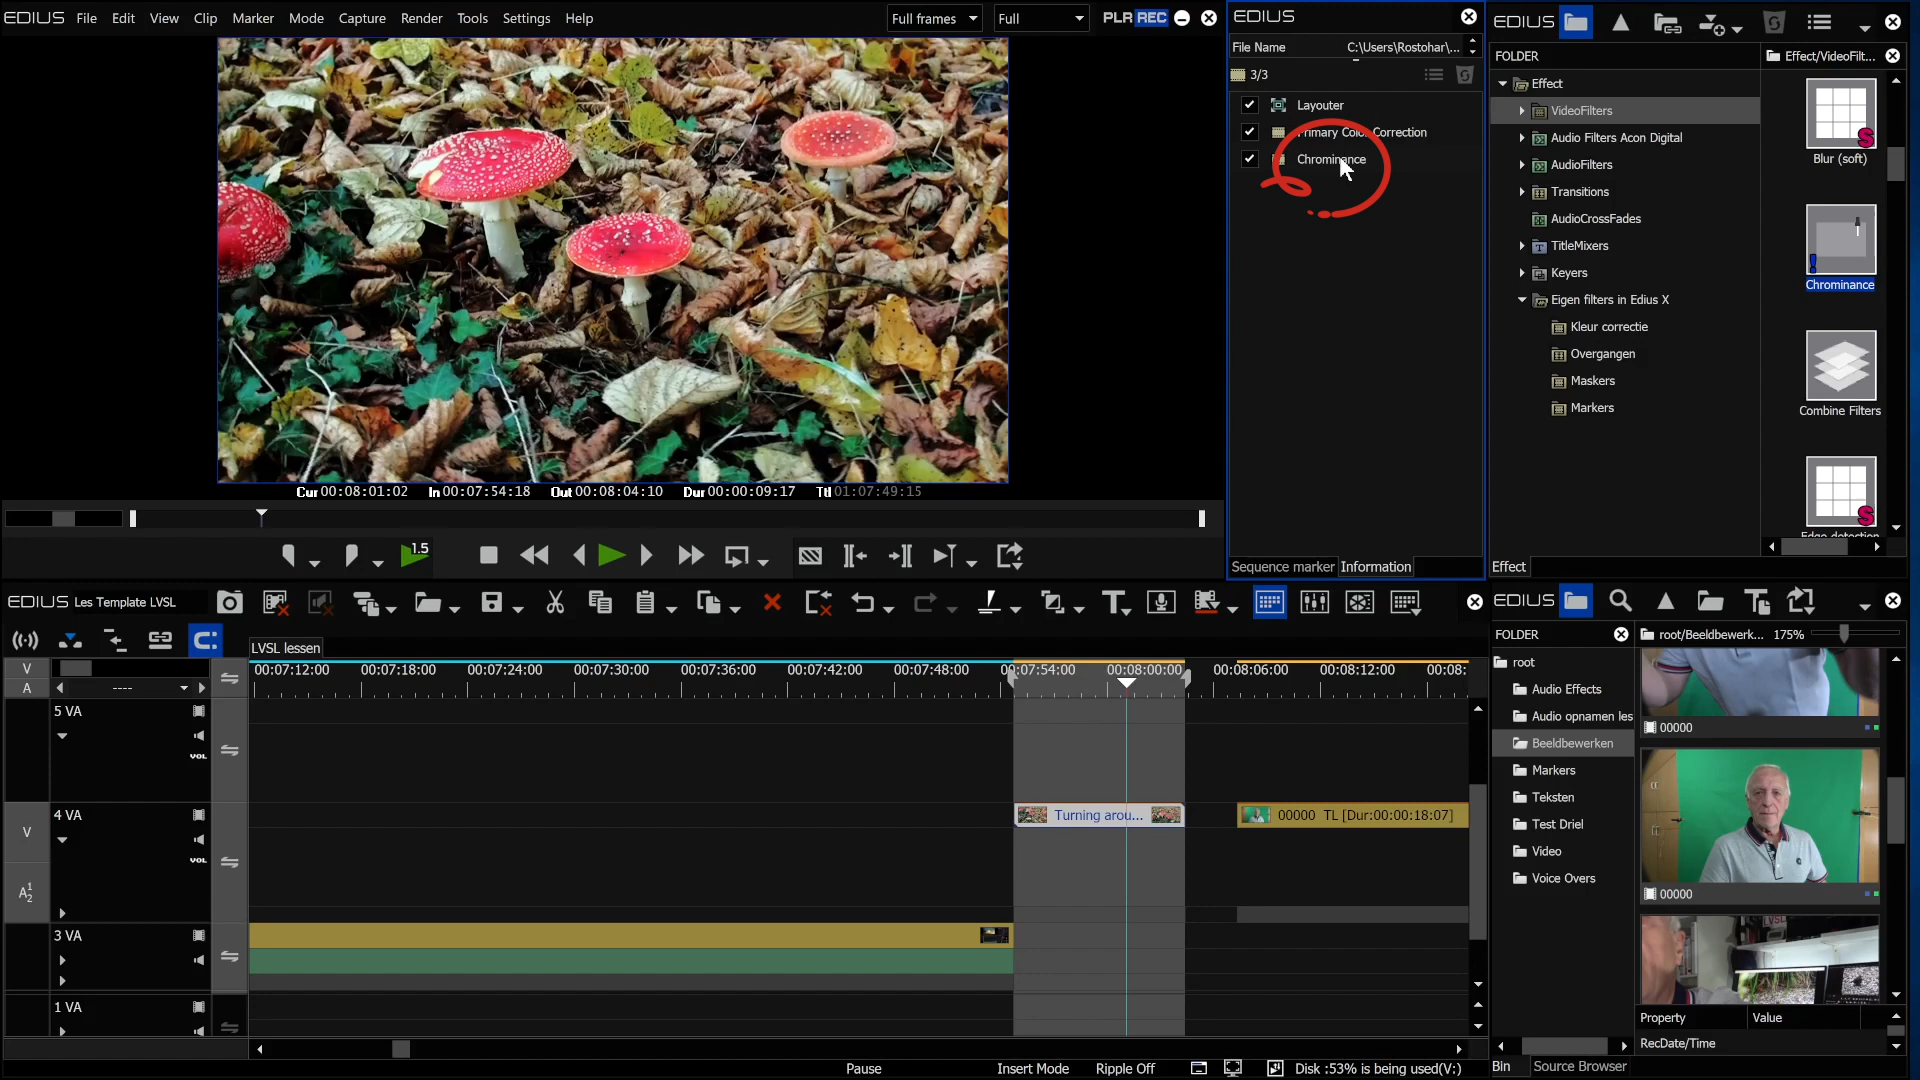 EDIUS File Edit View Clip Marker Mode Capture Render Tools Settings Help
Full frames Full PLR REC
Cur 00:08:01:02 In 00:07:54:18 Out 00:08:04:10 Dur 00:00:09:17 Ttl 01:07:49:15
1.5
EDIUS
File Name C:\Users\Rostohar\...
3/3
Layouter
Primary Color Correction
Chrominance
Sequence marker Information
EDIUS
FOLDER
Effect
VideoFilters
Audio Filters Acon Digital
AudioFilters
Transitions
AudioCrossFades
TitleMixers
Keyers
Eigen filters in Edius X
Kleur correctie
Overgangen
Maskers
Markers
Effect/VideoFilt...
S
Blur (soft)
Chrominance
Combine Filters
S
Edge detection
Effect
EDIUS Les Template LVSL
LVSL lessen
V
A
----
00:07:12:00 00:07:18:00 00:07:24:00 00:07:30:00 00:07:36:00 00:07:42:00 00:07:48:00 00:07:54:00 00:08:00:00 00:08:06:00 00:08:12:00 00:08:
5 VA
VOL
V
4 VA
VOL
A 1 2
Turning arou...
00000 TL [Dur:00:00:18:07]
3 VA
1 VA
Pause Insert Mode Ripple Off Disk :53% is being used(V:)
EDIUS
FOLDER
root
Audio Effects
Audio opnamen les
Beeldbewerken
Markers
Teksten
Test Driel
Video
Voice Overs
root/Beeldbewerk... 175%
00000
00000
Property Value
RecDate/Time
Bin Source Browser